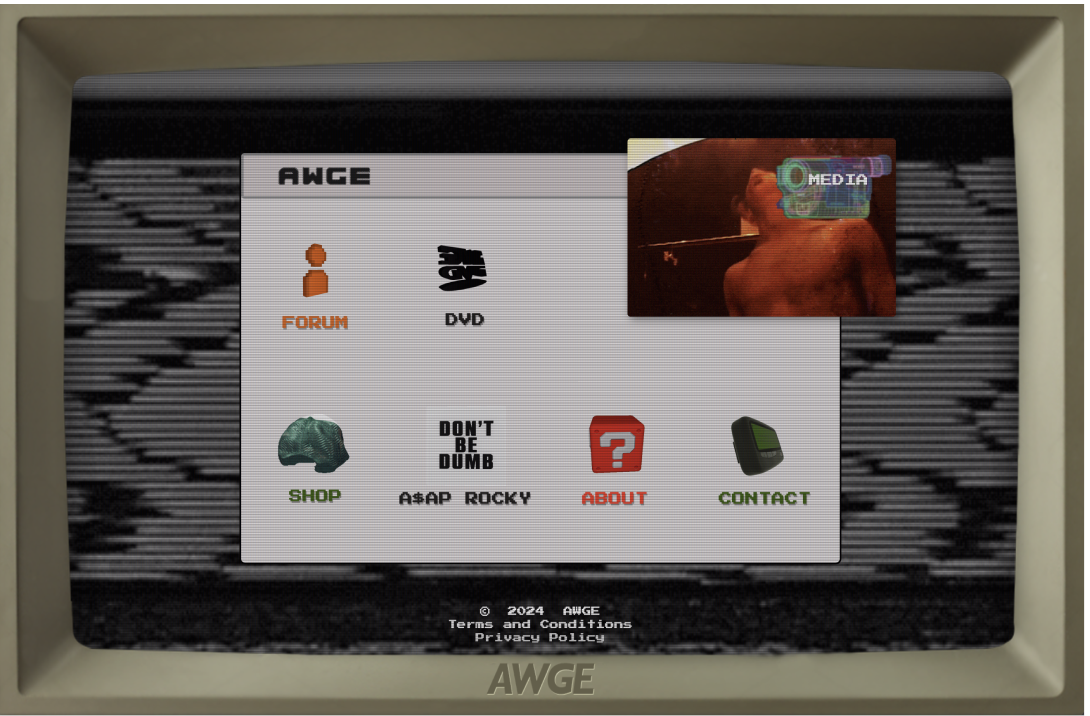 AWGE
MEDIA
FORUM
DVD
SHOP
DON'T
BE
DUMB
A$AP ROCKY
?
ABOUT
CONTACT
© 2024 AWGE
Terms and Conditions
Privacy Policy
AWGE